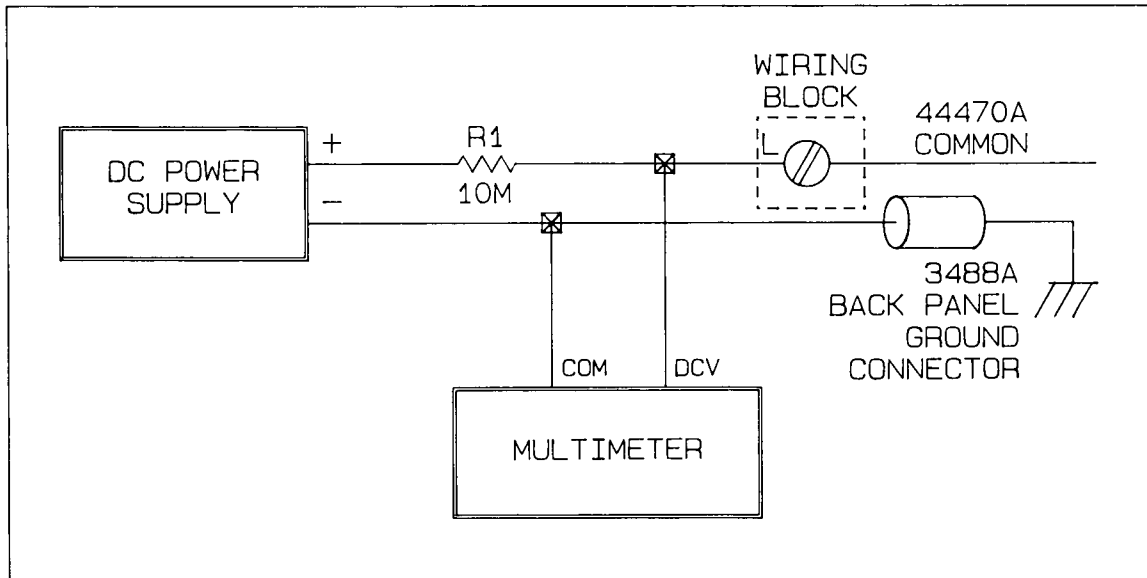 WIRING
BLOCK
44470A
COMMON
L
DC POWER
SUPPLY
+
R1
10M
-
3488A
BACK PANEL
GROUND
CONNECTOR
COM
DCV
MULTIMETER